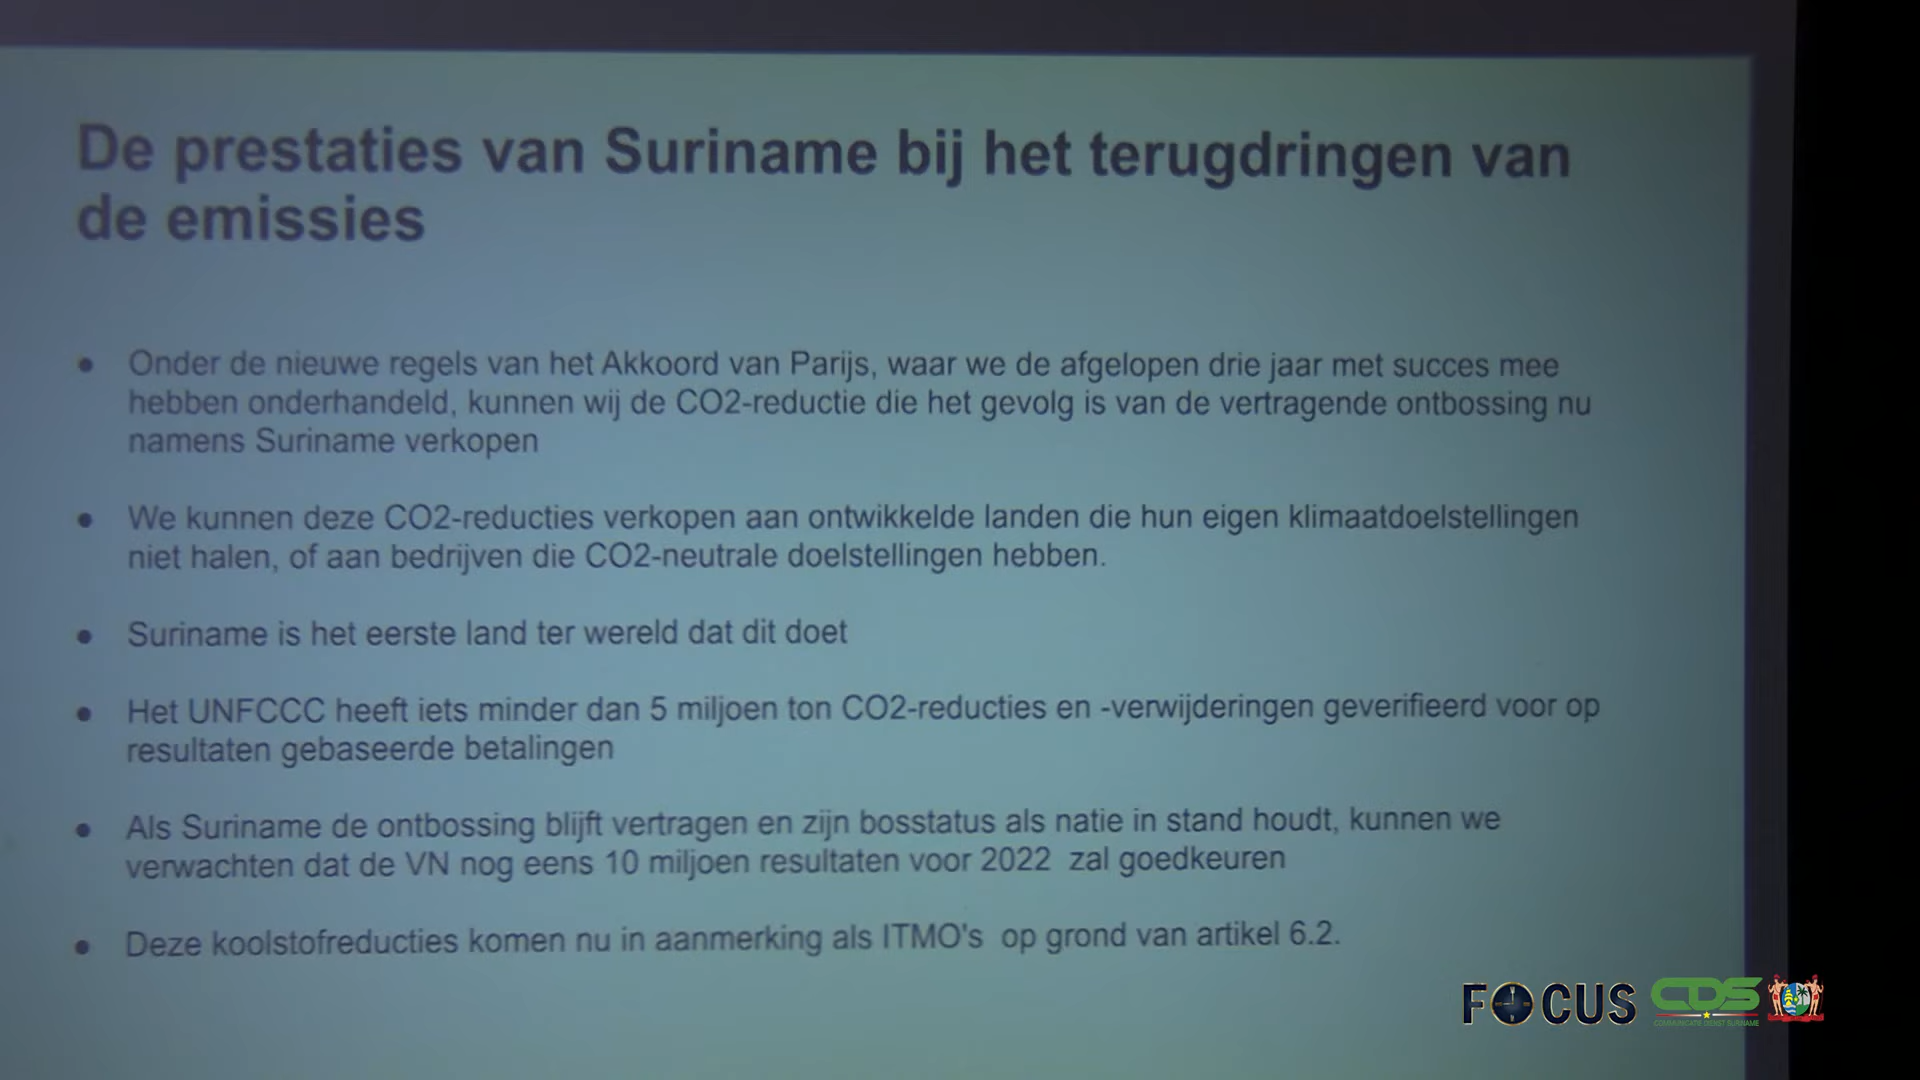 De prestaties van Suriname bij het terugdringen van
de emissies
● Onder de nieuwe regels van het Akkoord van Parijs, waar we de afgelopen drie jaar met succes mee
hebben onderhandeld, kunnen wij de CO2-reductie die het gevolg is van de vertragende ontbossing nu
namens Suriname verkopen
● We kunnen deze CO2-reducties verkopen aan ontwikkelde landen die hun eigen klimaatdoelstellingen
niet halen, of aan bedrijven die CO2-neutrale doelstellingen hebben.
● Suriname is het eerste land ter wereld dat dit doet
● Het UNFCCC heeft iets minder dan 5 miljoen ton CO2-reducties en -verwijderingen geverifieerd voor op
resultaten gebaseerde betalingen
● Als Suriname de ontbossing blijft vertragen en zijn bosstatus als natie in stand houdt, kunnen we
verwachten dat de VN nog eens 10 miljoen resultaten voor 2022 zal goedkeuren
● Deze koolstofreducties komen nu in aanmerking als ITMO's op grond van artikel 6.2.
FOCUS CDS
COMMUNICATIE DIENST SURINAME